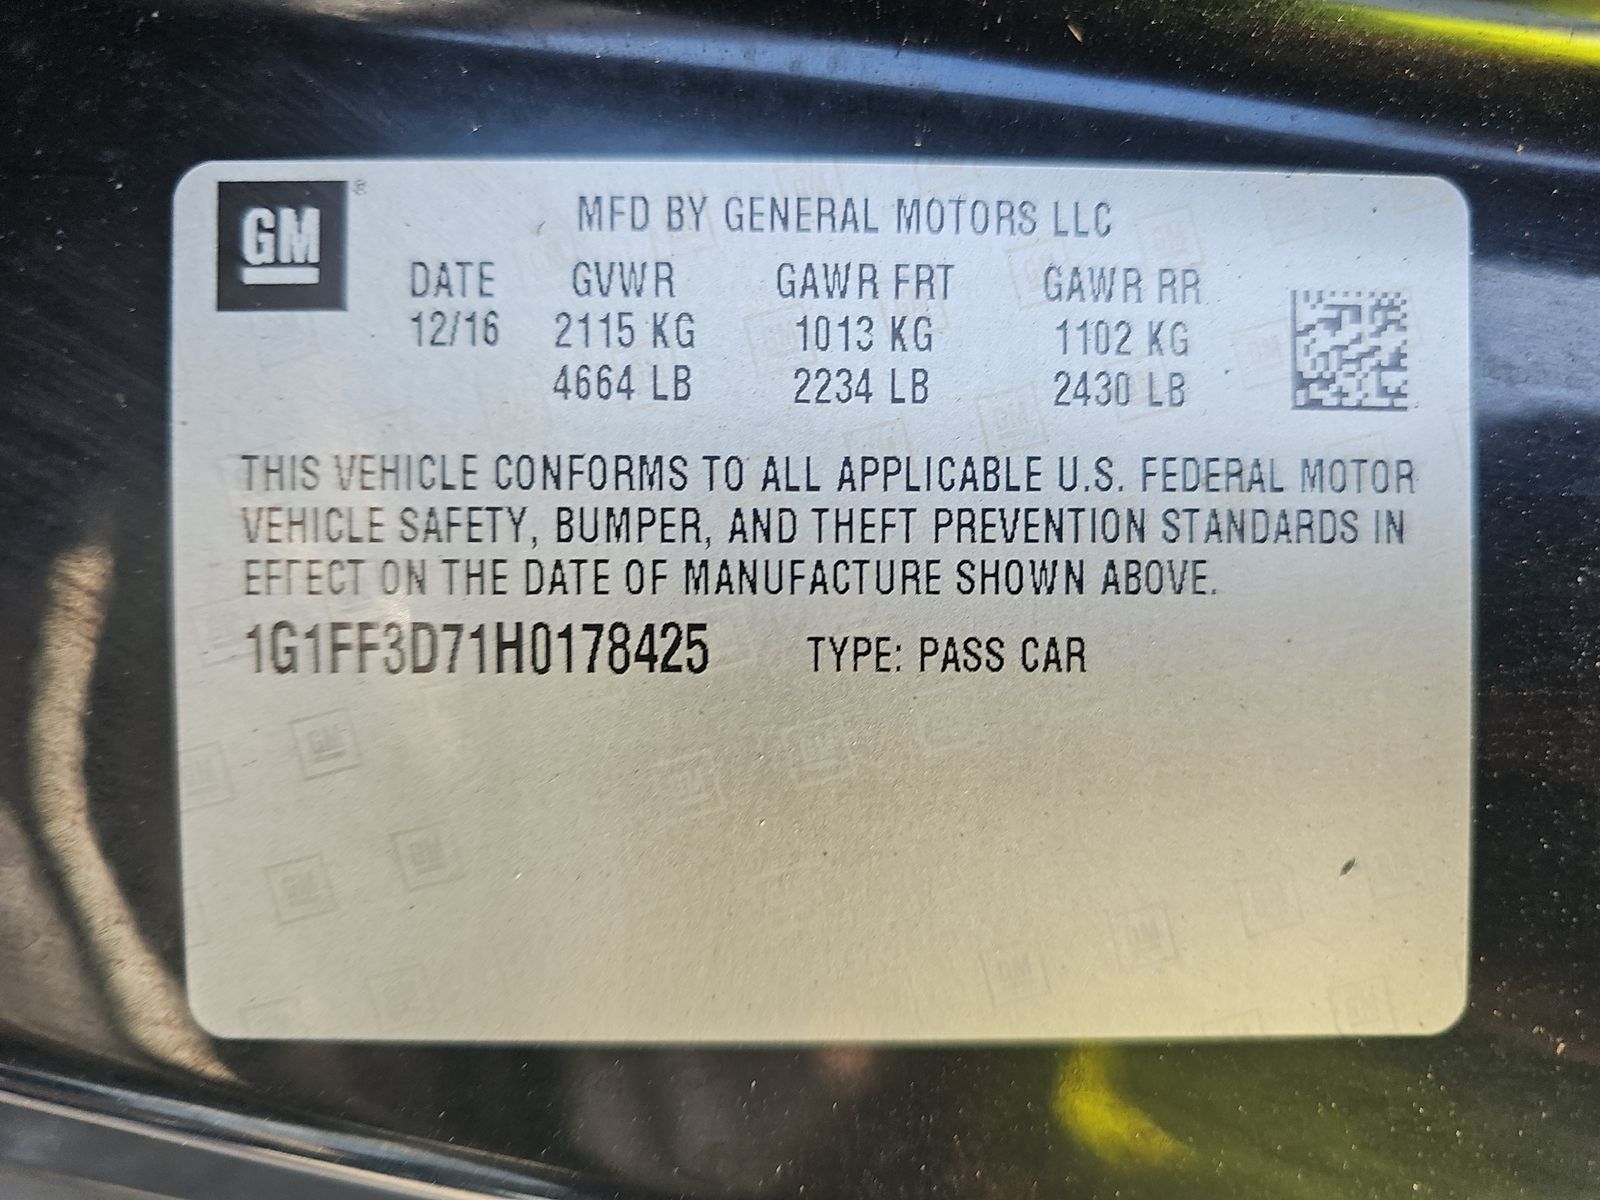 GM
MFD BY GENERAL MOTORS LLC
DATE GVWR GAWR FRT GAWR RR
12/16 2115 KG 1013 KG 1102 KG
4664 LB 2234 LB 2430 LB
THIS VEHICLE CONFORMS TO ALL APPLICABLE U.S. FEDERAL MOTOR
VEHICLE SAFETY, BUMPER, AND THEFT PREVENTION STANDARDS IN
EFFECT ON THE DATE OF MANUFACTURE SHOWN ABOVE.
1G1FF3D71H0178425 TYPE: PASS CAR